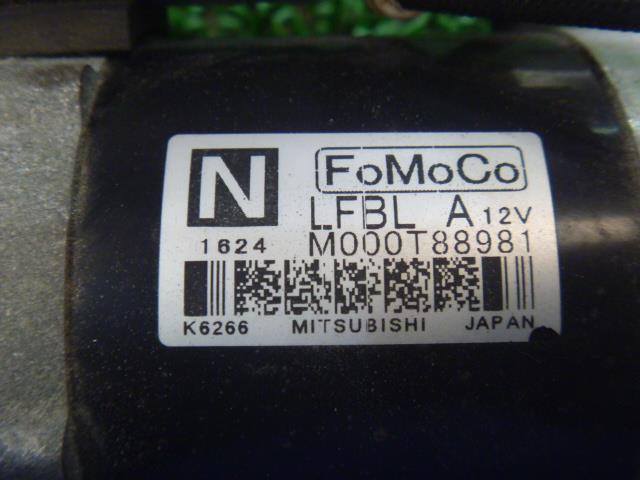 N FoMoCo
LFBL A 12V
1624 M000T88981
K6266 MITSUBISHI JAPAN